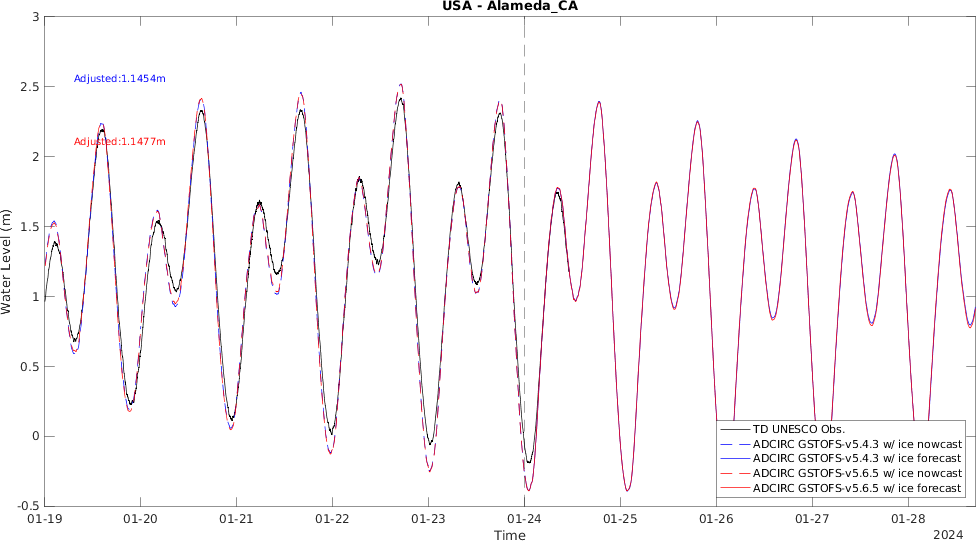 USA - Alameda_CA
3
2.5
2
1.5
1
0.5
0
-0.5
Water Level (m)
Adjusted:1.1454m
Adjusted:1.1477m
TD UNESCO Obs.
ADCIRC GSTOFS-v5.4.3 w/ ice nowcast
ADCIRC GSTOFS-v5.4.3 w/ ice forecast
ADCIRC GSTOFS-v5.6.5 w/ ice nowcast
ADCIRC GSTOFS-v5.6.5 w/ ice forecast
01-19 01-20 01-21 01-22 01-23 01-24 01-25 01-26 01-27 01-28
Time
2024